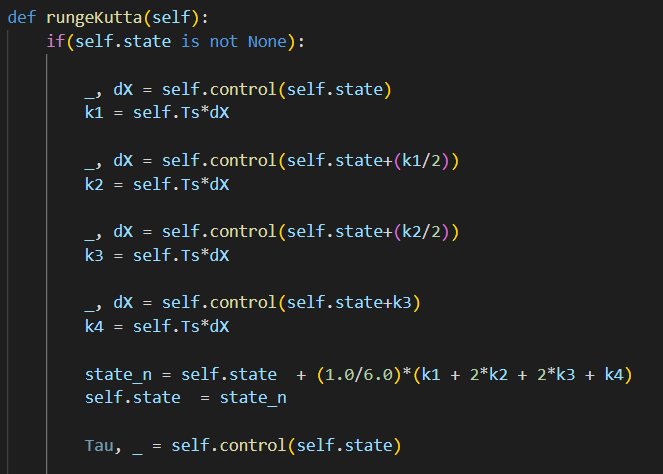 def rungeKutta(self):
if(self.state is not None):
_, dX = self.control(self.state)
k1 = self.Ts*dX
_, dX = self.control(self.state+(k1/2))
k2 = self.Ts*dX
_, dX = self.control(self.state+(k2/2))
k3 = self.Ts*dX
_, dX = self.control(self.state+k3)
k4 = self.Ts*dX
state_n = self.state  + (1.0/6.0)*(k1 + 2*k2 + 2*k3 + k4)
self.state  = state_n
Tau, _ = self.control(self.state)